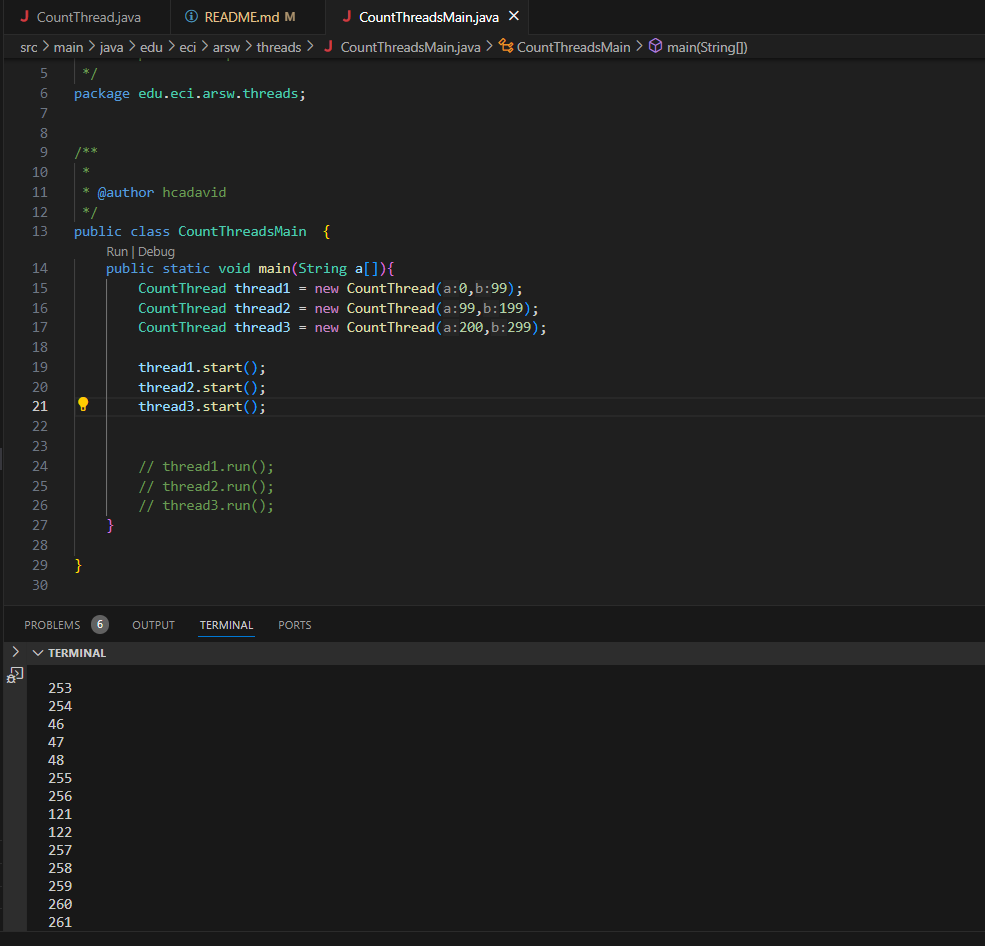 J CountThread.java ⓘ README.md M J CountThreadsMain.java ✕
src > main > java > edu > eci > arsw > threads > J CountThreadsMain.java > CountThreadsMain > main(String[])
5 */
6 package edu.eci.arsw.threads;
7
8
9 /**
10 *
11 * @author hcadavid
12 */
13 public class CountThreadsMain  {
Run | Debug
14 public static void main(String a[]){
15 CountThread thread1 = new CountThread(a:0,b:99);
16 CountThread thread2 = new CountThread(a:99,b:199);
17 CountThread thread3 = new CountThread(a:200,b:299);
18
19 thread1.start();
20 thread2.start();
21 thread3.start();
22
23
24 // thread1.run();
25 // thread2.run();
26 // thread3.run();
27 }
28
29 }
30
PROBLEMS 6 OUTPUT TERMINAL PORTS
TERMINAL
253
254
46
47
48
255
256
121
122
257
258
259
260
261